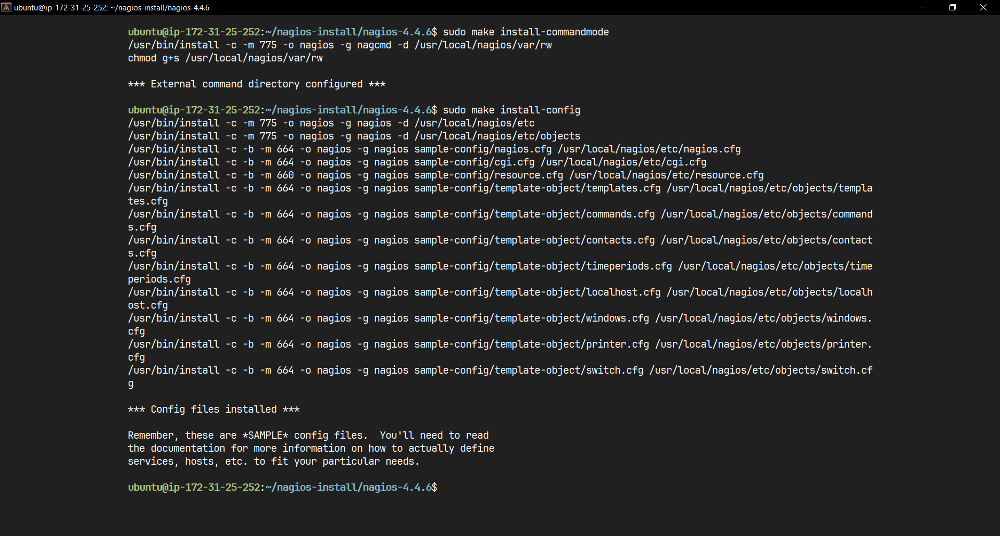 ubuntu@ip-172-31-25-252: ~/nagios-install/nagios-4.4.6
ubuntu@ip-172-31-25-252:~/nagios-install/nagios-4.4.6$ sudo make install-commandmode
/usr/bin/install -c -m 775 -o nagios -g nagcmd -d /usr/local/nagios/var/rw
chmod g+s /usr/local/nagios/var/rw
*** External command directory configured ***
ubuntu@ip-172-31-25-252:~/nagios-install/nagios-4.4.6$ sudo make install-config
/usr/bin/install -c -m 775 -o nagios -g nagios -d /usr/local/nagios/etc
/usr/bin/install -c -m 775 -o nagios -g nagios -d /usr/local/nagios/etc/objects
/usr/bin/install -c -b -m 664 -o nagios -g nagios sample-config/nagios.cfg /usr/local/nagios/etc/nagios.cfg
/usr/bin/install -c -b -m 664 -o nagios -g nagios sample-config/cgi.cfg /usr/local/nagios/etc/cgi.cfg
/usr/bin/install -c -b -m 660 -o nagios -g nagios sample-config/resource.cfg /usr/local/nagios/etc/resource.cfg
/usr/bin/install -c -b -m 664 -o nagios -g nagios sample-config/template-object/templates.cfg /usr/local/nagios/etc/objects/templa
tes.cfg
/usr/bin/install -c -b -m 664 -o nagios -g nagios sample-config/template-object/commands.cfg /usr/local/nagios/etc/objects/command
s.cfg
/usr/bin/install -c -b -m 664 -o nagios -g nagios sample-config/template-object/contacts.cfg /usr/local/nagios/etc/objects/contact
s.cfg
/usr/bin/install -c -b -m 664 -o nagios -g nagios sample-config/template-object/timeperiods.cfg /usr/local/nagios/etc/objects/time
periods.cfg
/usr/bin/install -c -b -m 664 -o nagios -g nagios sample-config/template-object/localhost.cfg /usr/local/nagios/etc/objects/localh
ost.cfg
/usr/bin/install -c -b -m 664 -o nagios -g nagios sample-config/template-object/windows.cfg /usr/local/nagios/etc/objects/windows.
cfg
/usr/bin/install -c -b -m 664 -o nagios -g nagios sample-config/template-object/printer.cfg /usr/local/nagios/etc/objects/printer.
cfg
/usr/bin/install -c -b -m 664 -o nagios -g nagios sample-config/template-object/switch.cfg /usr/local/nagios/etc/objects/switch.cf
g
*** Config files installed ***
Remember, these are *SAMPLE* config files.  You'll need to read
the documentation for more information on how to actually define
services, hosts, etc. to fit your particular needs.
ubuntu@ip-172-31-25-252:~/nagios-install/nagios-4.4.6$